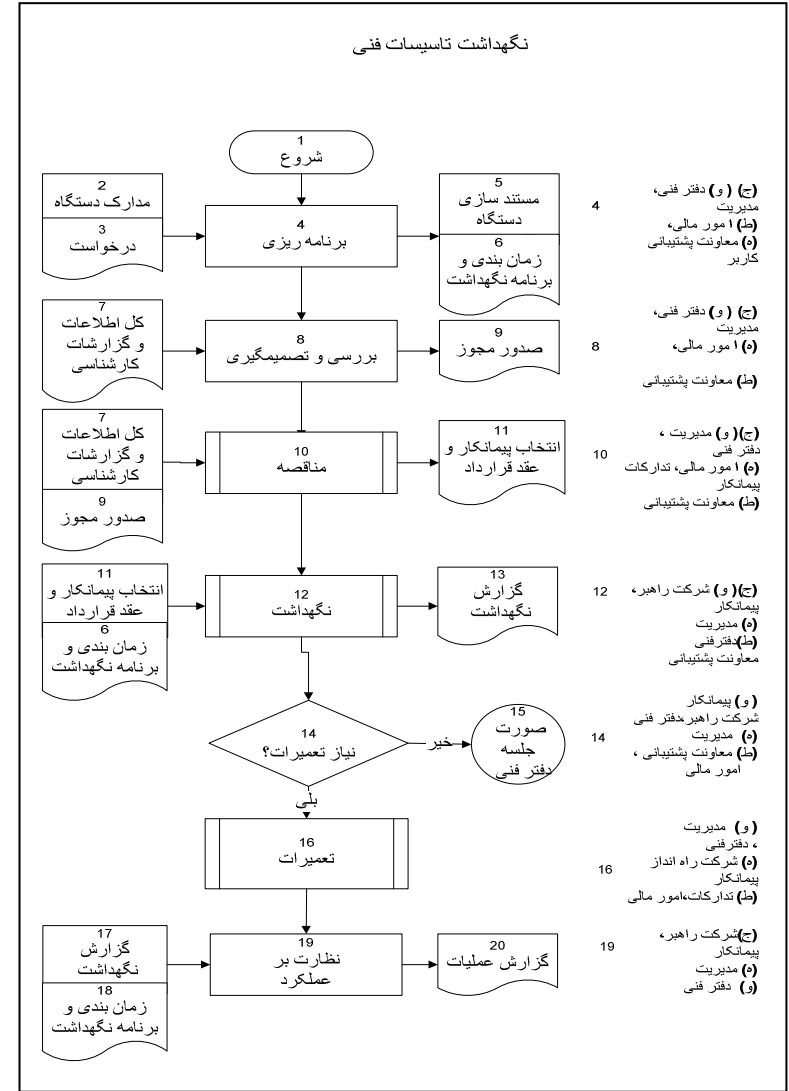 نگهداشت تاسیسات فنی
1
شروع
2
مدارک دستگاه
3
درخواست
4
برنامه ریزی
5
مستند سازی
دستگاه
6
زمان بندی و
برنامه نگهداشت
4
(ج) (و) دفتر فنی،
مدیریت
(ط) ا مور مالی،
(ه) معاونت پشتیبانی
کاربر
7
کل اطلاعات
و گزارشات
کارشناسی
8
بررسی و تصمیمگیری
9
صدور مجوز
8
(ج) (و) دفتر فنی،
مدیریت
(ه) ا مور مالی،
(ط) معاونت پشتیبانی
7
کل اطلاعات
و گزارشات
کارشناسی
9
صدور مجوز
10
مناقصه
11
انتخاب پیمانکار و
عقد قرارداد
10
(ج)(و) مدیریت ،
دفتر فنی
(ه) ا مور مالی، تدارکات
پیمانکار
(ط) معاونت پشتیبانی
11
انتخاب پیمانکار و
عقد قرارداد
6
زمان بندی و
برنامه نگهداشت
12
نگهداشت
13
گزارش
نگهداشت
12
(ج)(و) شرکت راهبر،
پیمانکار
(ه) مدیریت
(ط)دفترفنی
معاونت پشتیبانی
14
نیاز تعمیرات؟
خیر
15
صورت
جلسه
دفتر فنی
14
(و) پیمانکار
شرکت راهبر،دفتر فنی
(ه) مدیریت
(ط) معاونت پشتیبانی ،
امور مالی
بلی
16
تعمیرات
16
(و) مدیریت
، دفترفنی
(ه) شرکت راه انداز
پیمانکار
(ط) تدارکات،امور مالی
17
گزارش
نگهداشت
18
زمان بندی و
برنامه نگهداشت
19
نظارت بر
عملکرد
20
گزارش عملیات
19
(ج)شرکت راهبر،
پیمانکار
(ه) مدیریت
(و) دفتر فنی